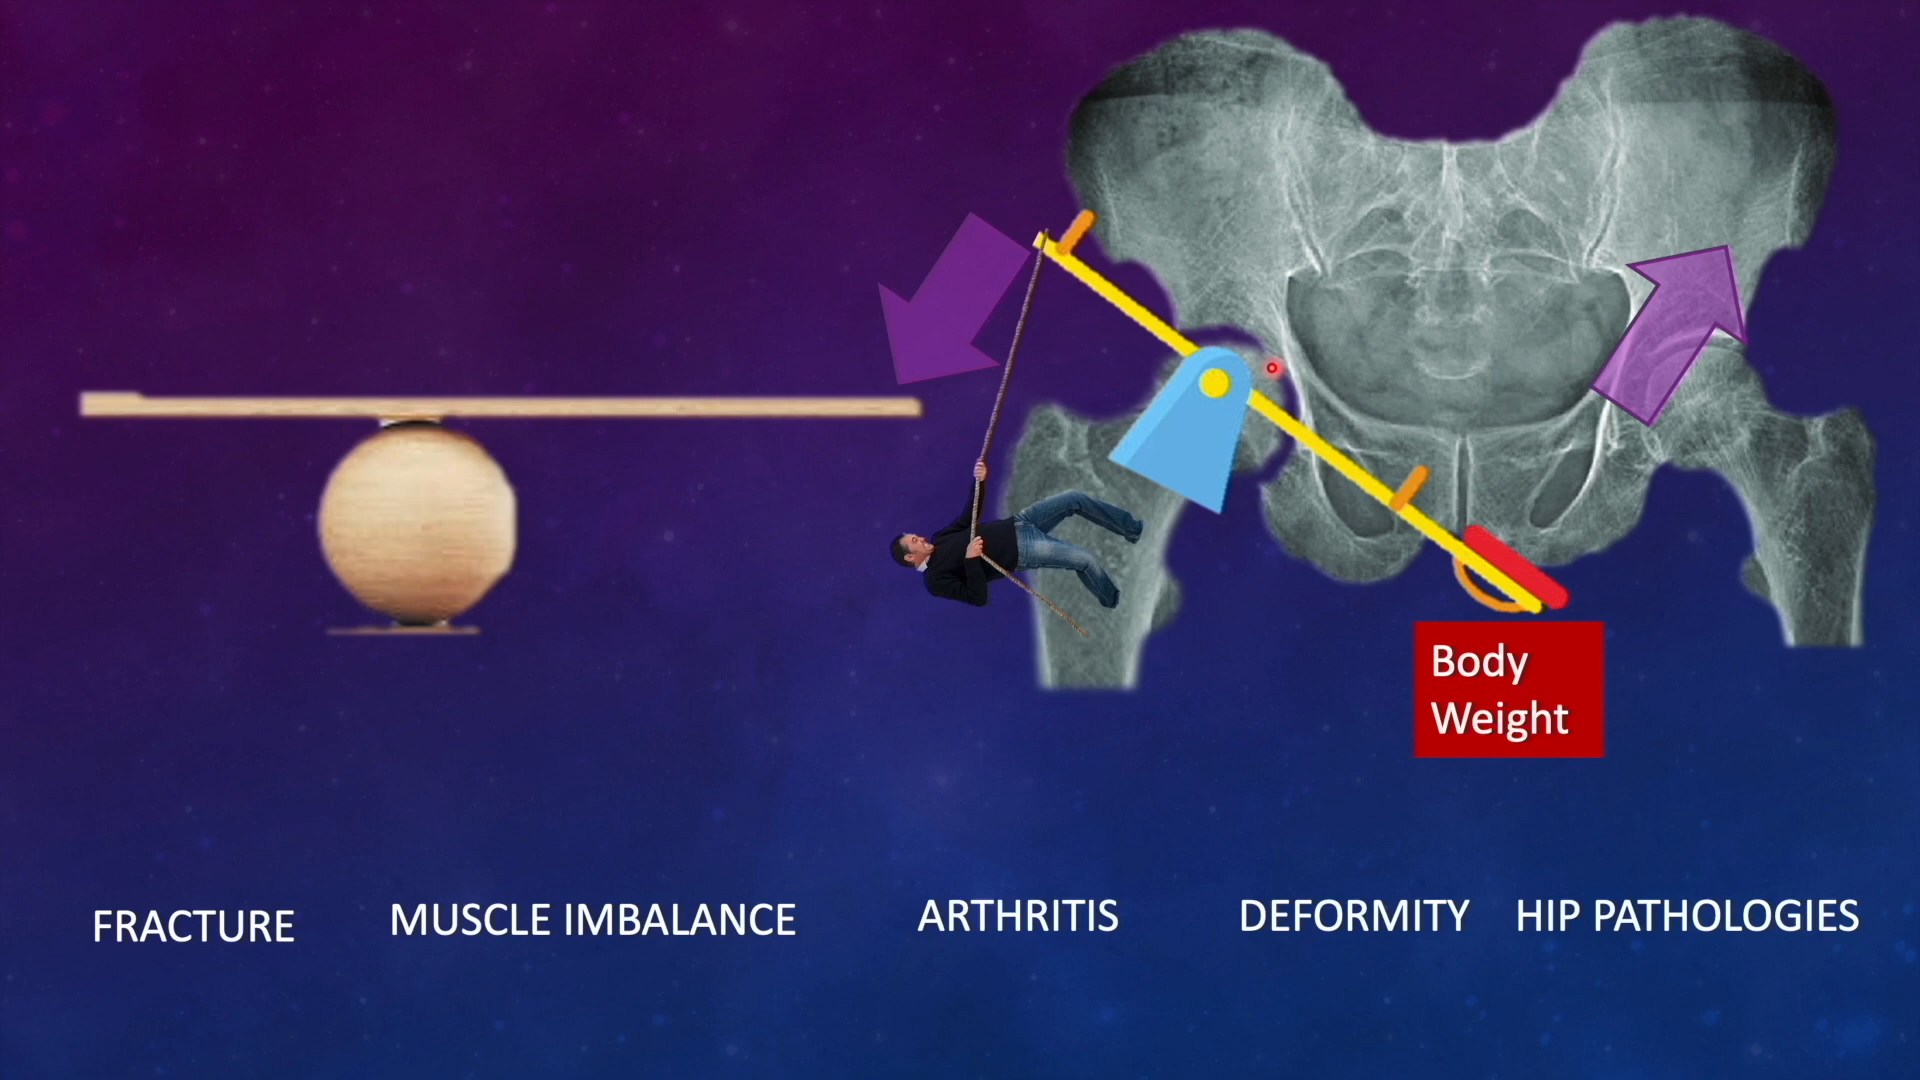 Body
Weight
FRACTURE
MUSCLE IMBALANCE
ARTHRITIS
DEFORMITY
HIP PATHOLOGIES